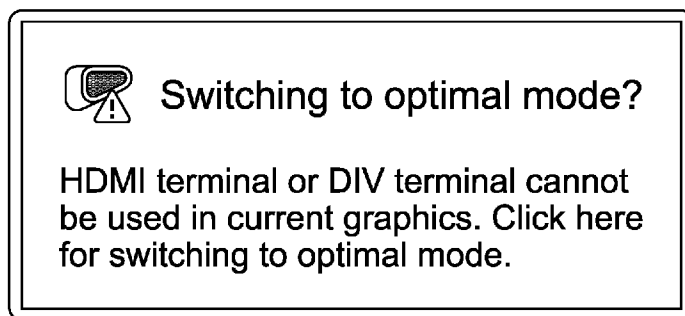 Switching to optimal mode?
HDMI terminal or DIV terminal cannot
be used in current graphics. Click here
for switching to optimal mode.